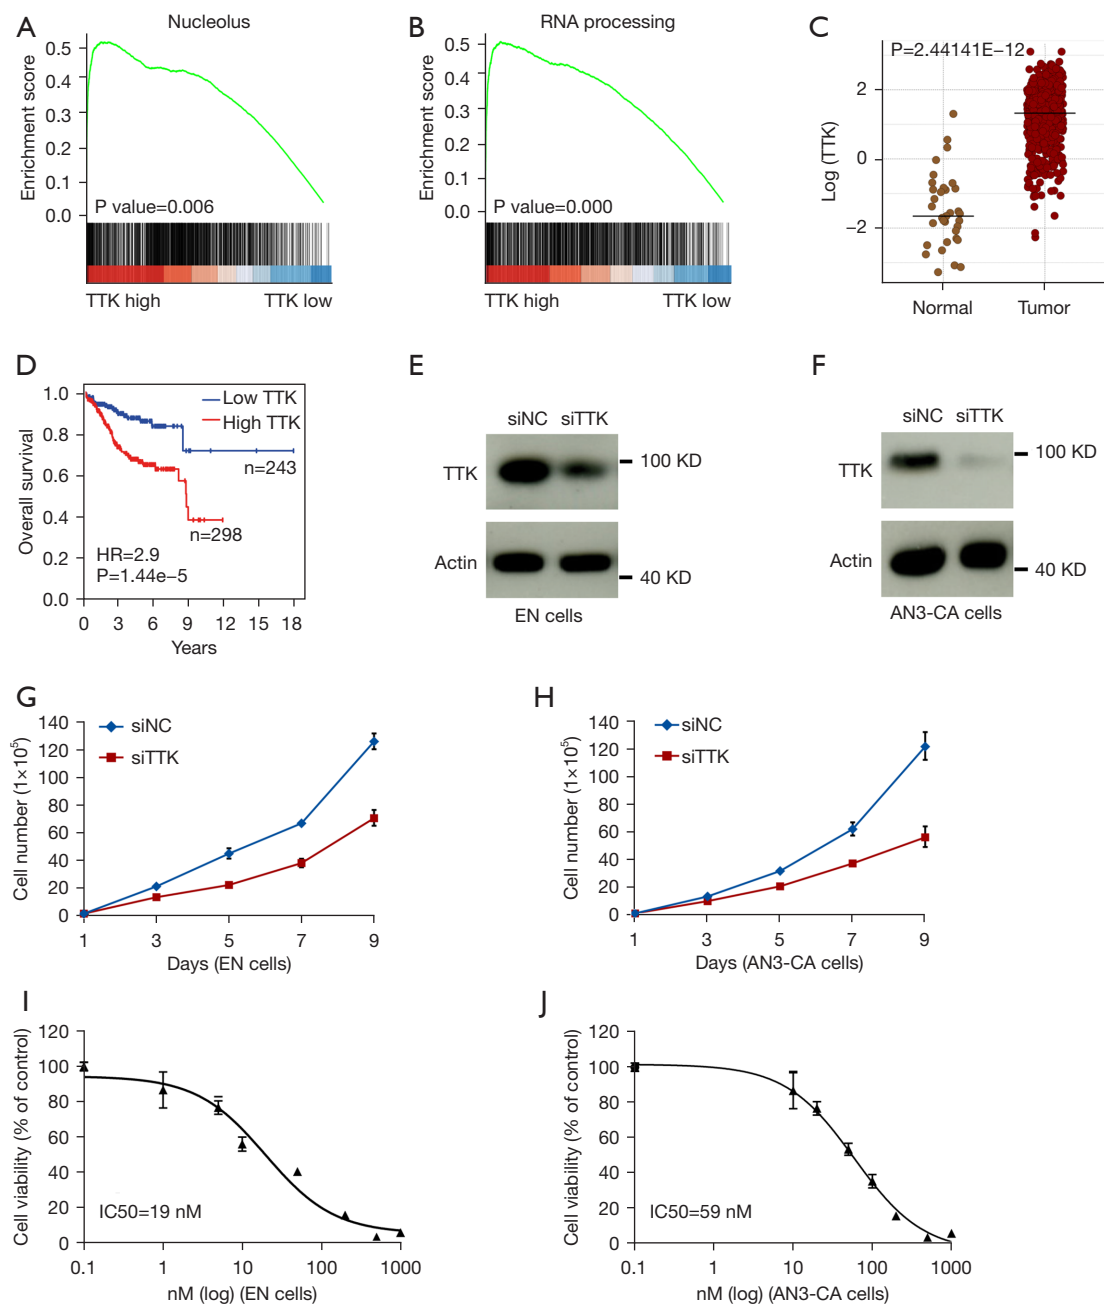 A
Nucleolus
Enrichment score
0.5
0.4
0.3
0.2
0.1
0.0
P value=0.006
TTK high
TTK low
B
RNA processing
Enrichment score
0.5
0.4
0.3
0.2
0.1
0.0
P value=0.000
TTK high
TTK low
C
P=2.44141E−12
Log (TTK)
2
0
−2
Normal
Tumor
D
Overall survival
1.0
0.8
0.6
0.4
0.2
0.0
Low TTK
High TTK
n=243
n=298
HR=2.9
P=1.44e−5
0 3 6 9 12 15 18
Years
E
siNC siTTK
TTK
100 KD
Actin
40 KD
EN cells
F
siNC siTTK
TTK
100 KD
Actin
40 KD
AN3-CA cells
G
Cell number (1×10⁵)
140
120
100
80
60
40
20
0
siNC
siTTK
1 3 5 7 9
Days (EN cells)
H
Cell number (1×10⁵)
140
120
100
80
60
40
20
0
siNC
siTTK
1 3 5 7 9
Days (AN3-CA cells)
I
Cell viability (% of control)
120
100
80
60
40
20
0
IC50=19 nM
0.1 1 10 100 1000
nM (log) (EN cells)
J
Cell viability (% of control)
120
100
80
60
40
20
0
IC50=59 nM
0.1 1 10 100 1000
nM (log) (AN3-CA cells)